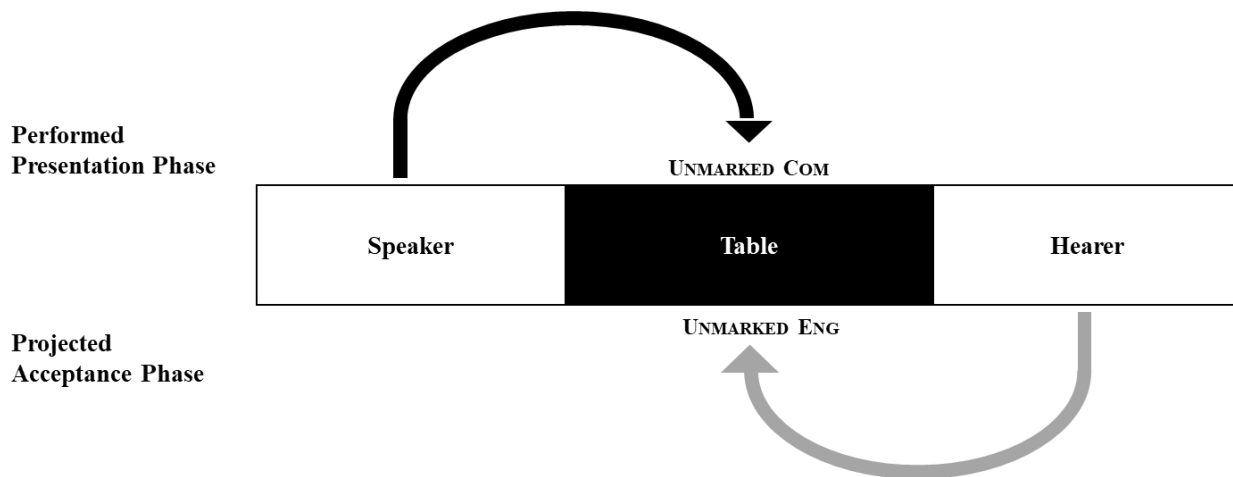 Performed
Presentation Phase
UNMARKED COM
Speaker
Table
Hearer
UNMARKED ENG
Projected
Acceptance Phase